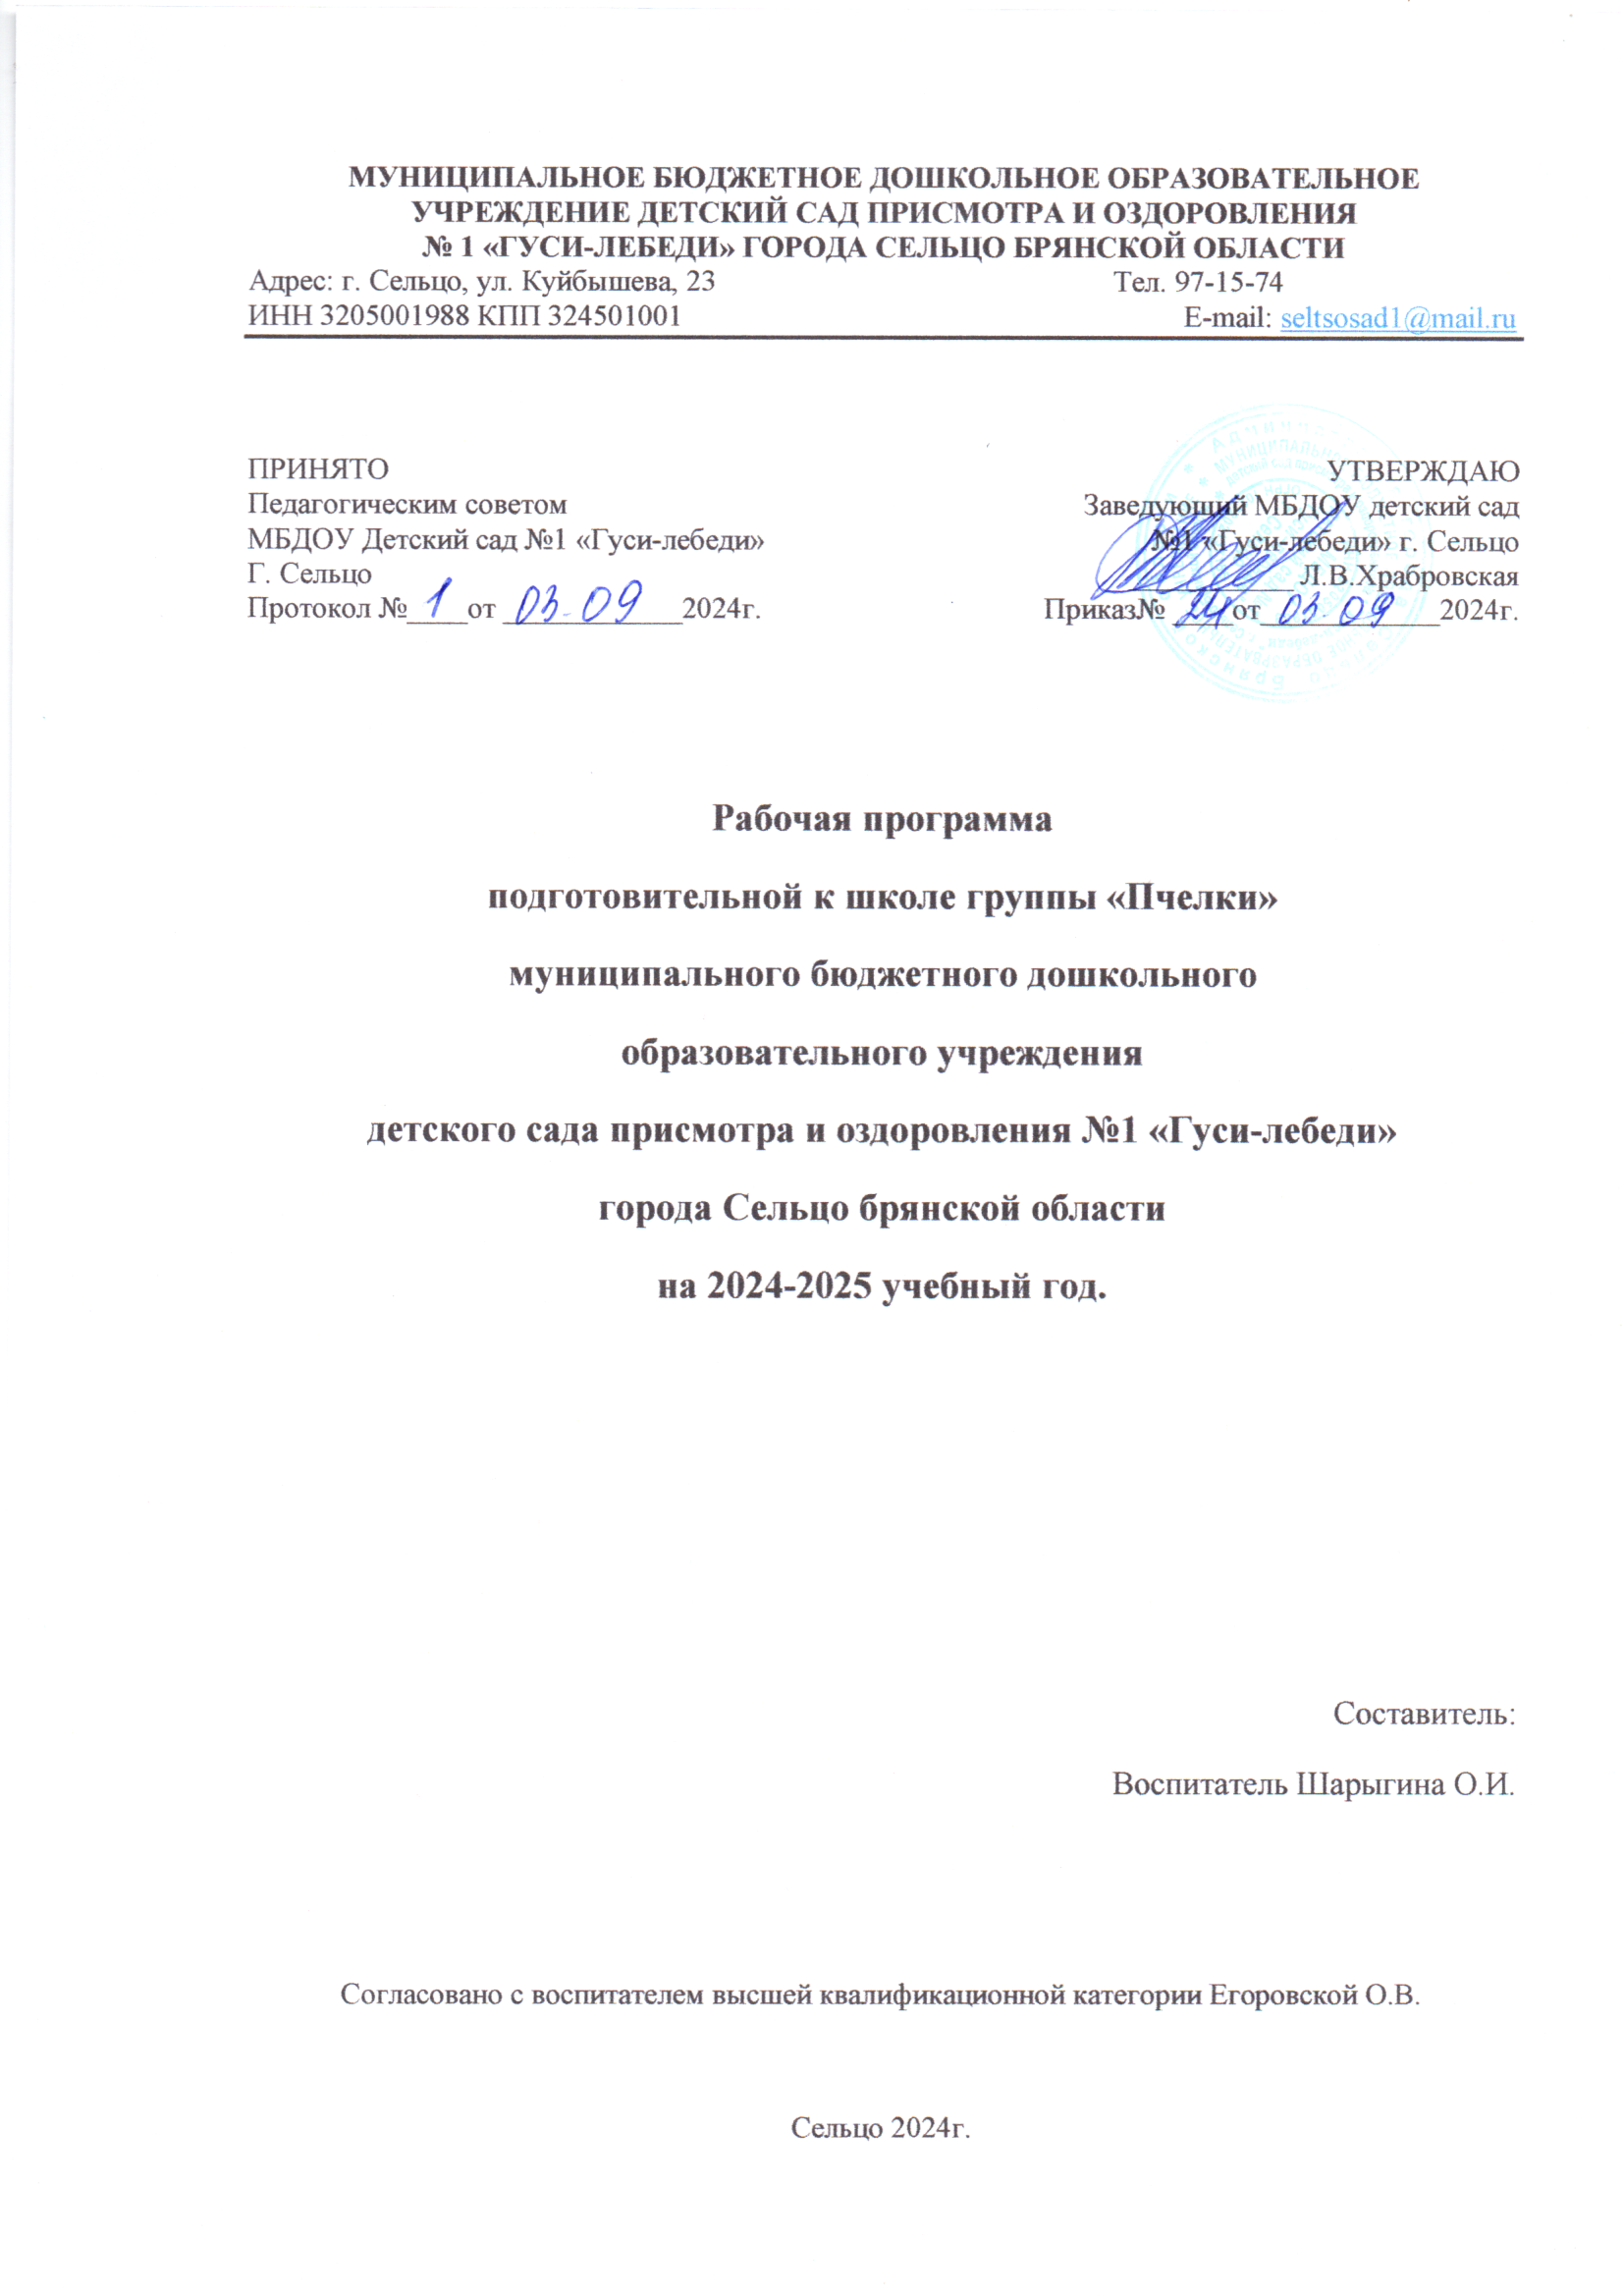 МУНИЦИПАЛЬНОЕ БЮДЖЕТНОЕ ДОШКОЛЬНОЕ ОБРАЗОВАТЕЛЬНОЕ
УЧРЕЖДЕНИЕ ДЕТСКИЙ САД ПРИСМОТРА И ОЗДОРОВЛЕНИЯ
№ 1 «ГУСИ-ЛЕБЕДИ» ГОРОДА СЕЛЬЦО БРЯНСКОЙ ОБЛАСТИ
Адрес: г. Сельцо, ул. Куйбышева, 23 Тел. 97-15-74
ИНН 3205001988 КПП 324501001 E-mail: seltsosad1@mail.ru
ПРИНЯТО
Педагогическим советом
МБДОУ Детский сад №1 «Гуси-лебеди»
Г. Сельцо
Протокол № 1 от 03.09 2024г.
УТВЕРЖДАЮ
Заведующий МБДОУ детский сад
№1 «Гуси-лебеди» г. Сельцо
Л.В.Храбровская
Приказ№ 24 от 03.09 2024г.
Рабочая программа
подготовительной к школе группы «Пчелки»
муниципального бюджетного дошкольного
образовательного учреждения
детского сада присмотра и оздоровления №1 «Гуси-лебеди»
города Сельцо брянской области
на 2024-2025 учебный год.
Составитель:
Воспитатель Шарыгина О.И.
Согласовано с воспитателем высшей квалификационной категории Егоровской О.В.
Сельцо 2024г.